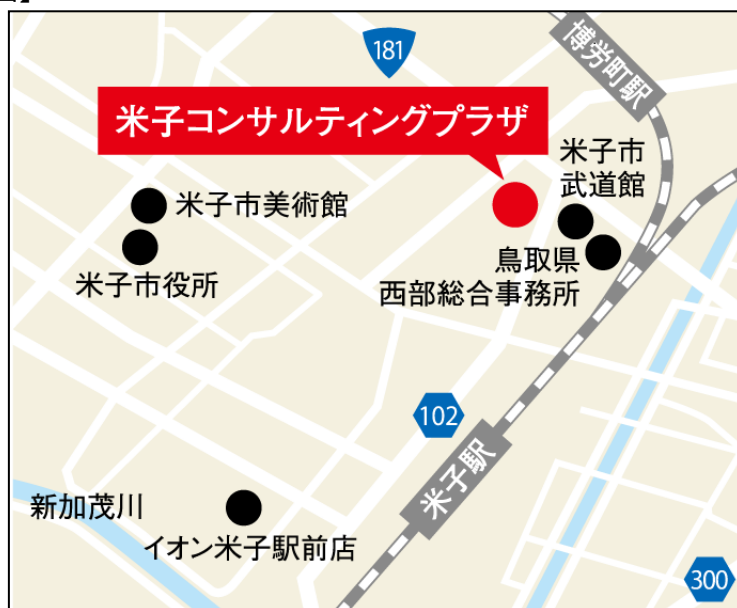 181
博労町駅
米子コンサルティングプラザ
米子市
武道館
米子市美術館
鳥取県
西部総合事務所
米子市役所
102
米子駅
新加茂川
イオン米子駅前店
300